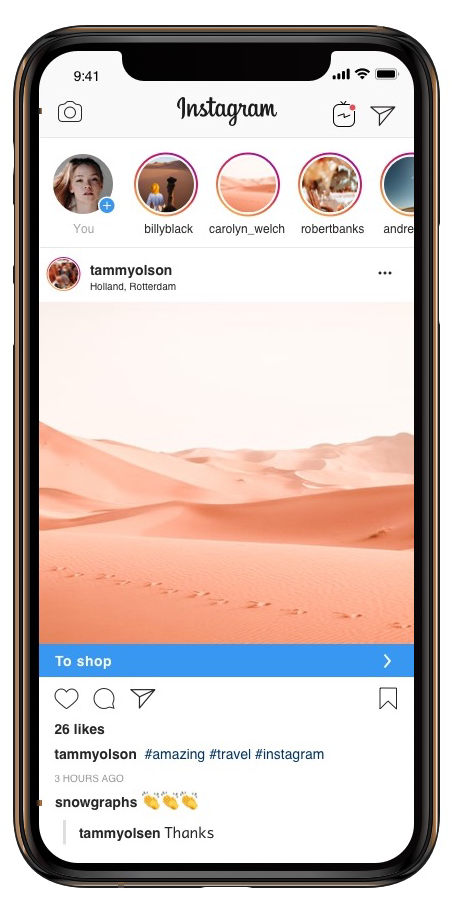 9:41
Instagram
You
billyblack
carolyn_welch
robertbanks
andre
tammyolson
Holland, Rotterdam
To shop
26 likes
tammyolson #amazing #travel #instagram
3 HOURS AGO
snowgraphs 👏👏👏
tammyolsen Thanks